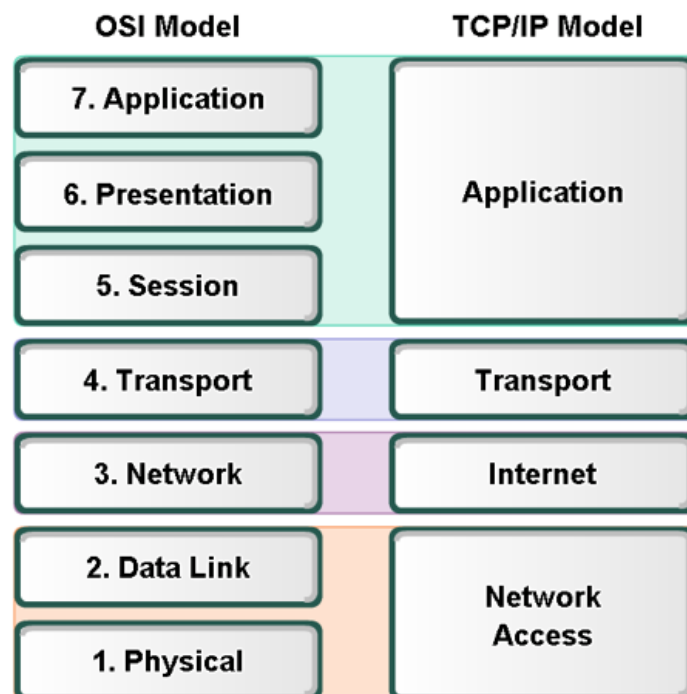 OSI Model
TCP/IP Model
7. Application
6. Presentation
5. Session
Application
4. Transport
Transport
3. Network
Internet
2. Data Link
1. Physical
Network
Access